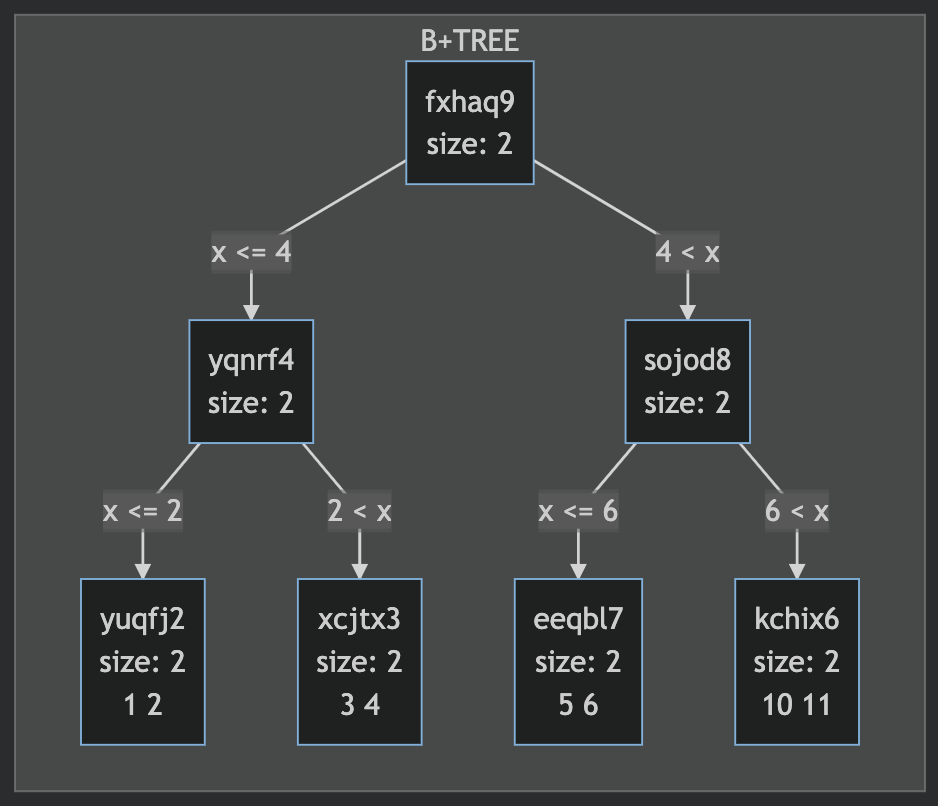 B+TREE
fxhaq9
size: 2
x <= 4
4 < x
yqnrf4
size: 2
sojod8
size: 2
x <= 2
2 < x
x <= 6
6 < x
yuqfj2
size: 2
1 2
xcjtx3
size: 2
3 4
eeqbl7
size: 2
5 6
kchix6
size: 2
10 11